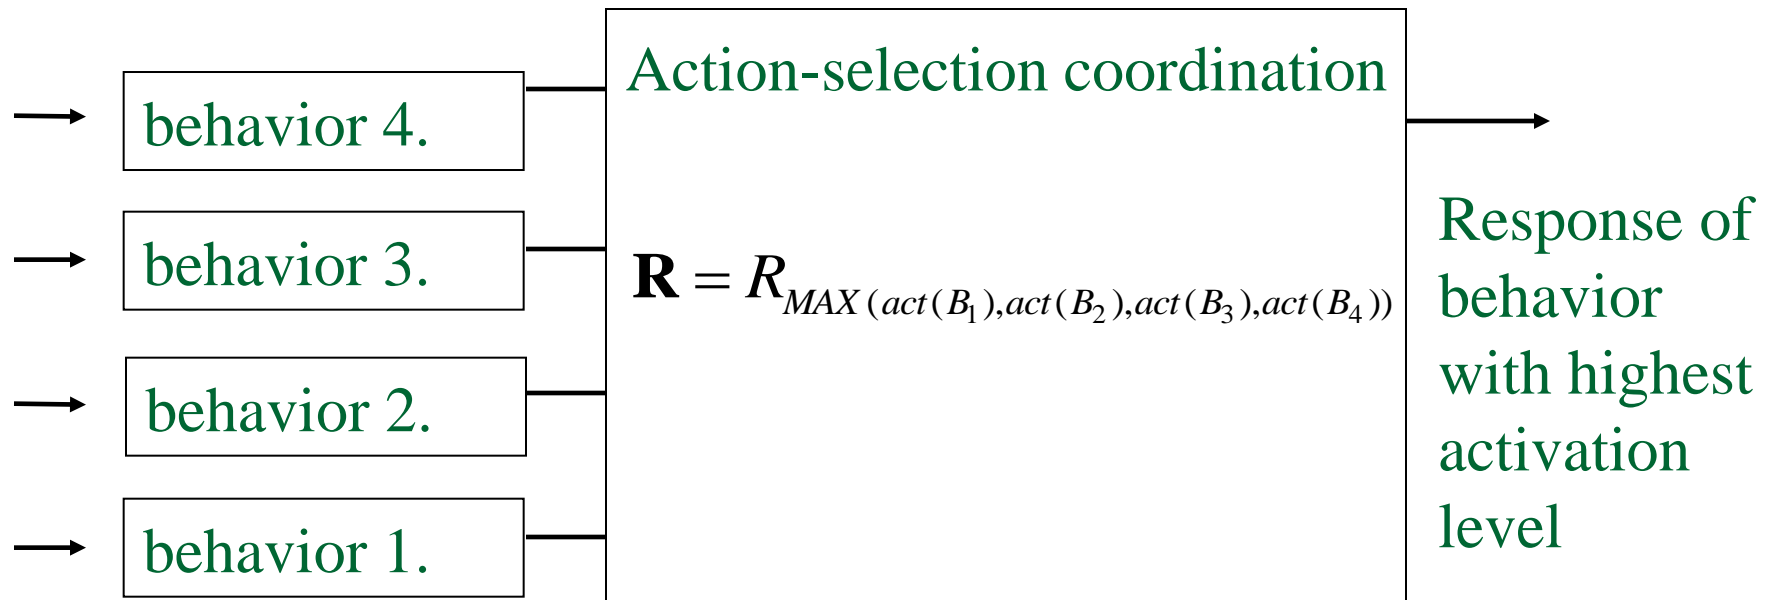 behavior 4.
behavior 3.
behavior 2.
behavior 1.
Action-selection coordination
R = R_{MAX(act(B_1),act(B_2),act(B_3),act(B_4))}
Response of
behavior
with highest
activation
level